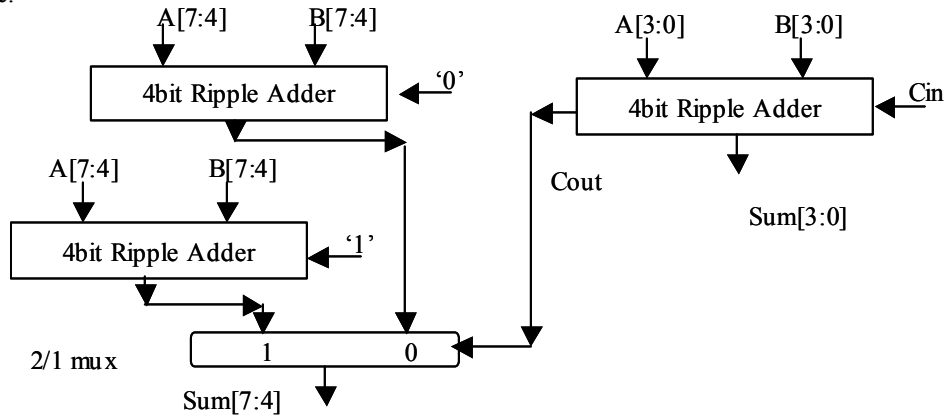 A[7:4]
B[7:4]
A[3:0]
B[3:0]
4bit Ripple Adder
‘0’
4bit Ripple Adder
Cin
A[7:4]
B[7:4]
Cout
Sum[3:0]
4bit Ripple Adder
‘1’
2/1 mux
1
0
Sum[7:4]